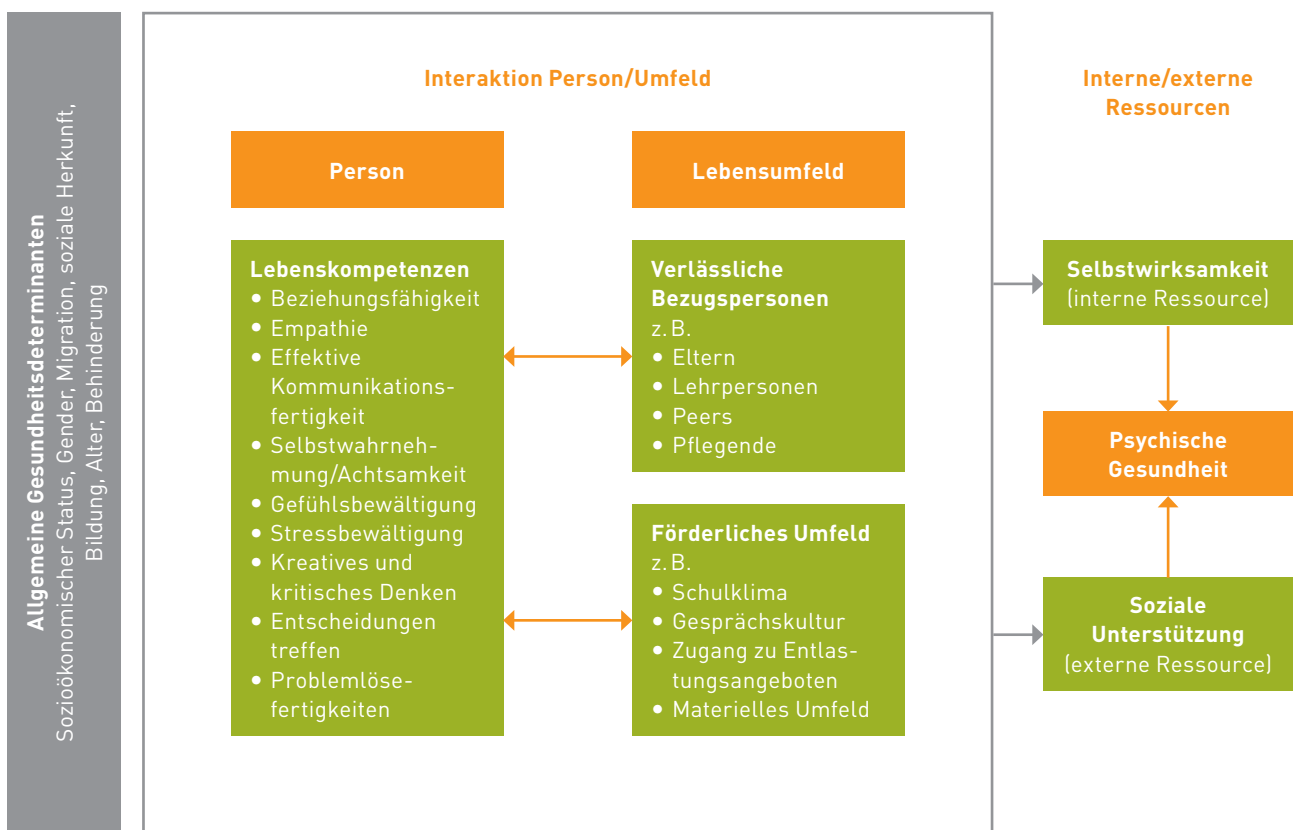 Allgemeine Gesundheitsdeterminanten
Sozioökonomischer Status, Gender, Migration, soziale Herkunft,
Bildung, Alter, Behinderung
Interaktion Person/Umfeld
Person
Lebenskompetenzen
• Beziehungsfähigkeit
• Empathie
• Effektive
Kommunikations-
fertigkeit
• Selbstwahrneh-
mung/Achtsamkeit
• Gefühlsbewältigung
• Stressbewältigung
• Kreatives und
kritisches Denken
• Entscheidungen
treffen
• Problemlöse-
fertigkeiten
Lebensumfeld
Verlässliche
Bezugspersonen
z. B.
• Eltern
• Lehrpersonen
• Peers
• Pflegende
Förderliches Umfeld
z. B.
• Schulklima
• Gesprächskultur
• Zugang zu Entlas-
tungsangeboten
• Materielles Umfeld
Interne/externe
Ressourcen
Selbstwirksamkeit
(interne Ressource)
Psychische
Gesundheit
Soziale
Unterstützung
(externe Ressource)